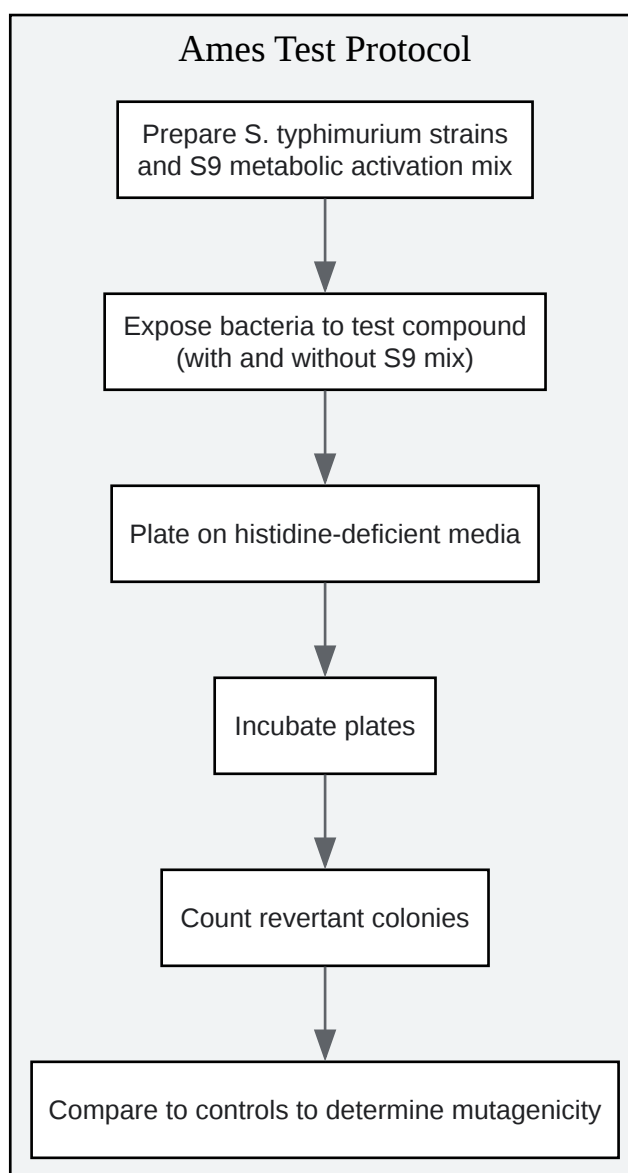 Ames Test Protocol
Prepare S. typhimurium strains
and S9 metabolic activation mix
Expose bacteria to test compound
(with and without S9 mix)
Plate on histidine-deficient media
Incubate plates
Count revertant colonies
Compare to controls to determine mutagenicity